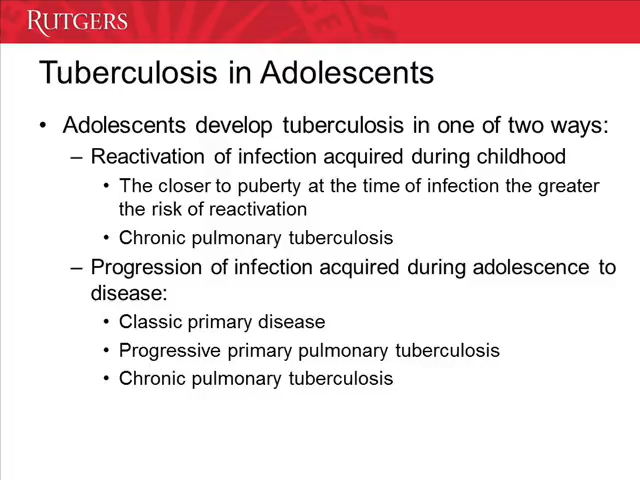 RUTGERS
Tuberculosis in Adolescents
• Adolescents develop tuberculosis in one of two ways:
– Reactivation of infection acquired during childhood
• The closer to puberty at the time of infection the greater
the risk of reactivation
• Chronic pulmonary tuberculosis
– Progression of infection acquired during adolescence to
disease:
• Classic primary disease
• Progressive primary pulmonary tuberculosis
• Chronic pulmonary tuberculosis